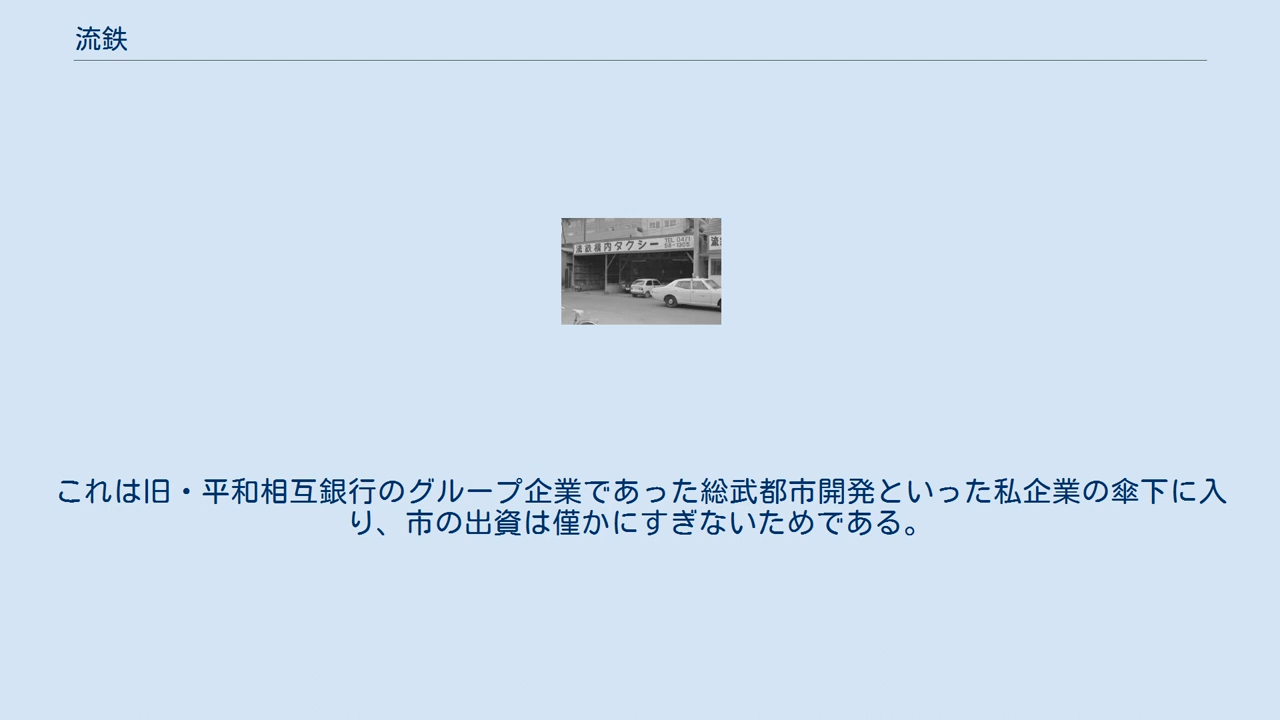 流鉄
流鉄構内タクシー
TEL 0471
これは旧・平和相互銀行のグループ企業であった総武都市開発といった私企業の傘下に入
り、市の出資は僅かにすぎないためである。